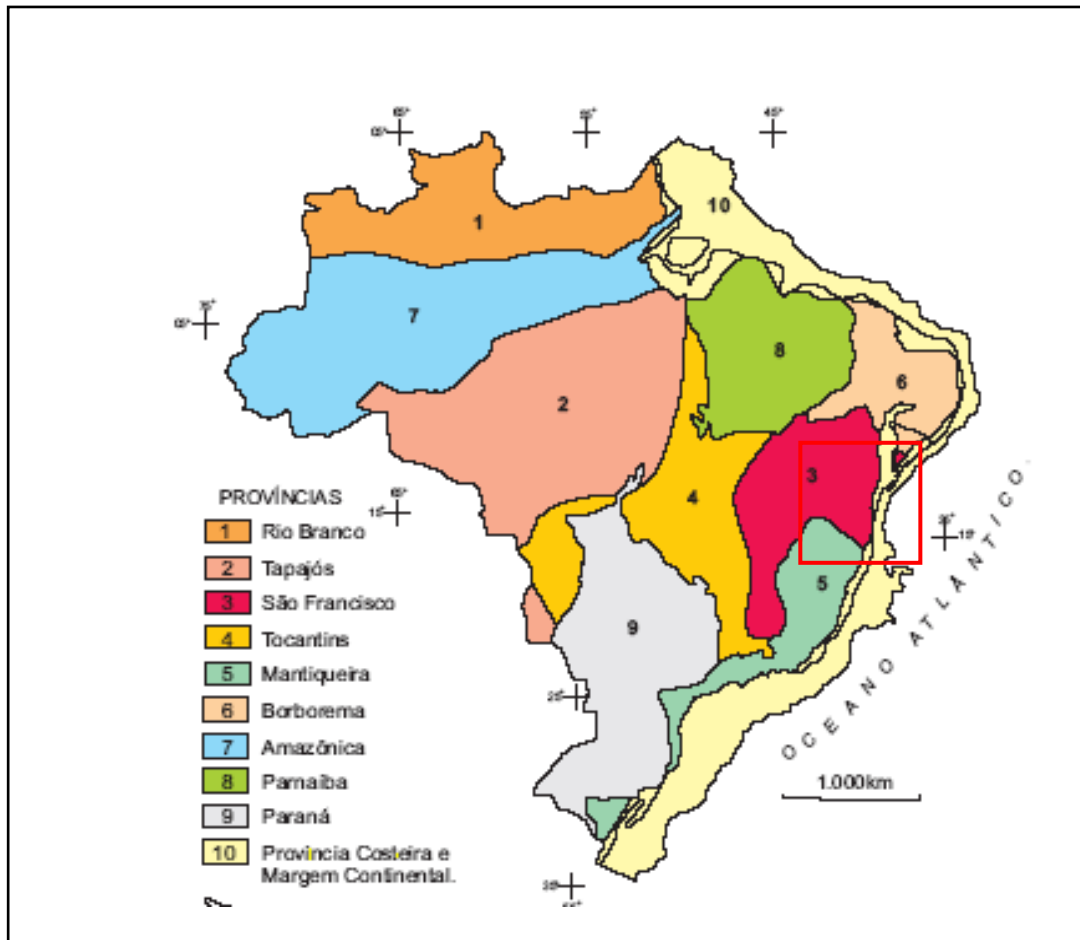 45°
10
1
7
8
6
2
3
4
5
9
PROVÍNCIAS
1 Rio Branco
2 Tapajós
3 São Francisco
4 Tocantins
5 Mantiqueira
6 Borborema
7 Amazônica
8 Parnaíba
9 Paraná
10 Província Costeira e
Margem Continental.
OCEANO ATLÂNTICO
1.000km